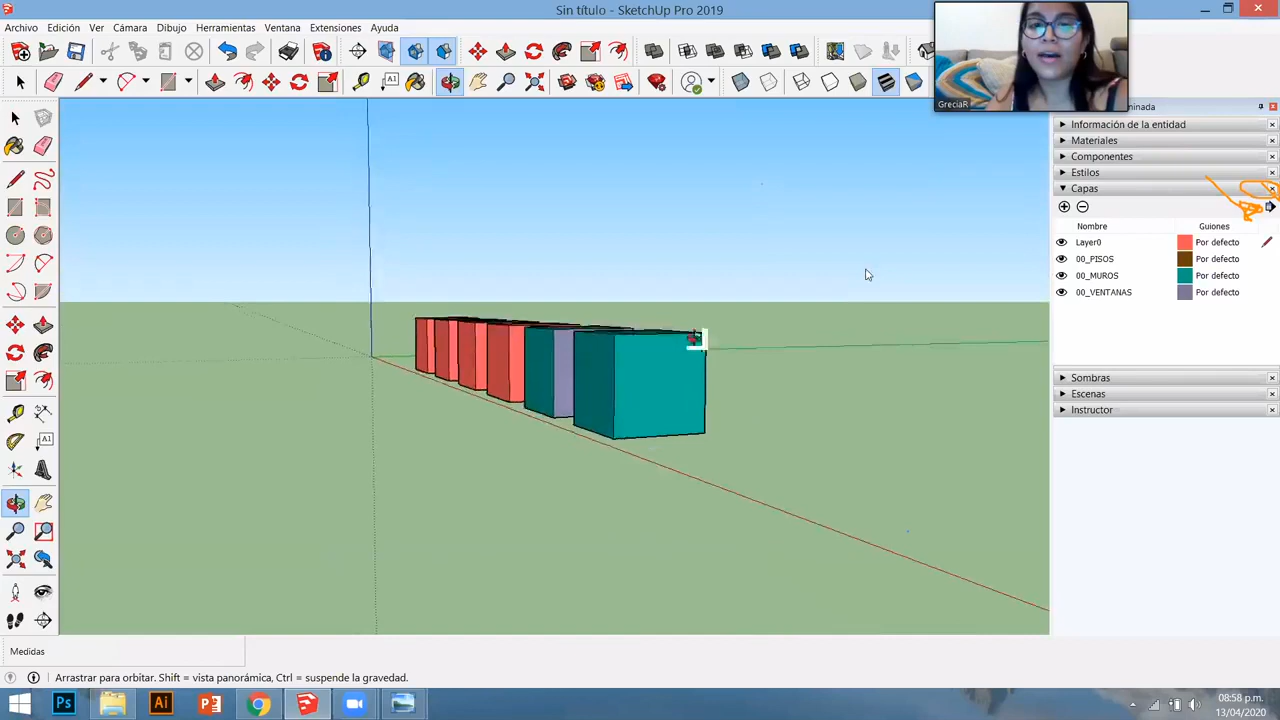 Sin título - SketchUp Pro 2019
Archivo Edición Ver Cámara Dibujo Herramientas Ventana Extensiones Ayuda
GreciaR
Información de la entidad
Materiales
Componentes
Estilos
Capas
Nombre Guiones
Layer0 Por defecto
00_PISOS Por defecto
00_MUROS Por defecto
00_VENTANAS Por defecto
Sombras
Escenas
Instructor
Medidas
Arrastrar para orbitar. Shift = vista panorámica, Ctrl = suspende la gravedad.
08:58 p.m.
13/04/2020